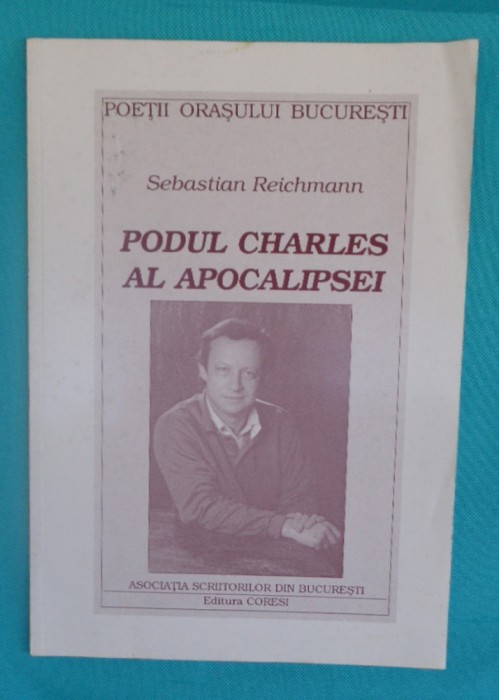 POEȚII ORAȘULUI BUCUREȘTI
Sebastian Reichmann
PODUL CHARLES
AL APOCALIPSEI
ASOCIAȚIA SCRIITORILOR DIN BUCUREȘTI
Editura CORESI